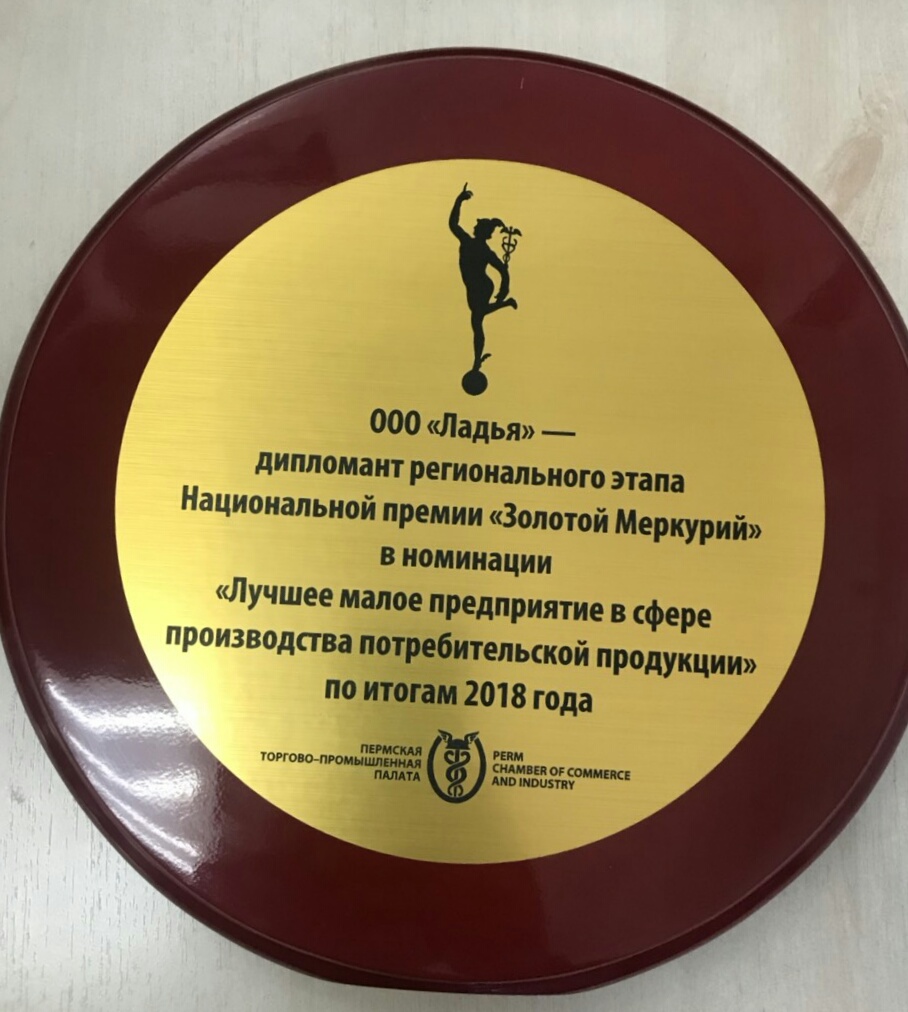 ООО «Ладья» —
дипломант регионального этапа
Национальной премии «Золотой Меркурий»
в номинации
«Лучшее малое предприятие в сфере
производства потребительской продукции»
по итогам 2018 года
ПЕРМСКАЯ
ТОРГОВО-ПРОМЫШЛЕННАЯ
ПАЛАТА
PERM
CHAMBER OF COMMERCE
AND INDUSTRY